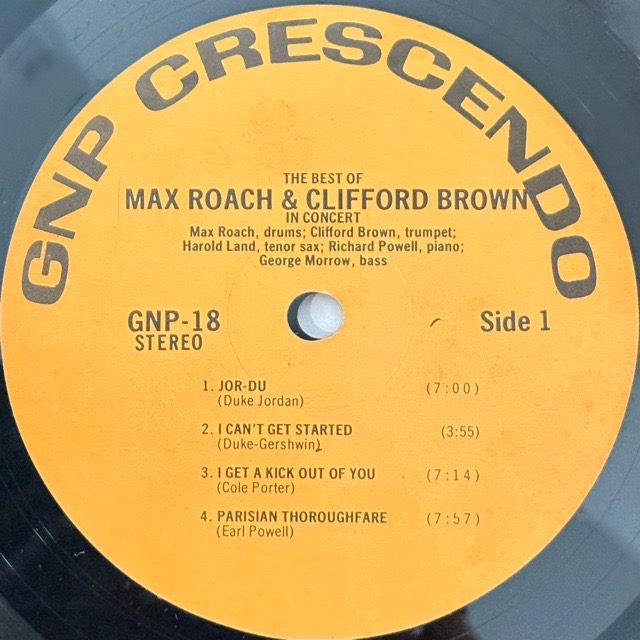 GNP CRESCENDO
THE BEST OF
MAX ROACH & CLIFFORD BROWN
IN CONCERT
Max Roach, drums; Clifford Brown, trumpet;
Harold Land, tenor sax; Richard Powell, piano;
George Morrow, bass
GNP-18
STEREO
Side 1
1. JOR-DU (7:00)
(Duke Jordan)
2. I CAN'T GET STARTED (3:55)
(Duke-Gershwin)
3. I GET A KICK OUT OF YOU (7:14)
(Cole Porter)
4. PARISIAN THOROUGHFARE (7:57)
(Earl Powell)